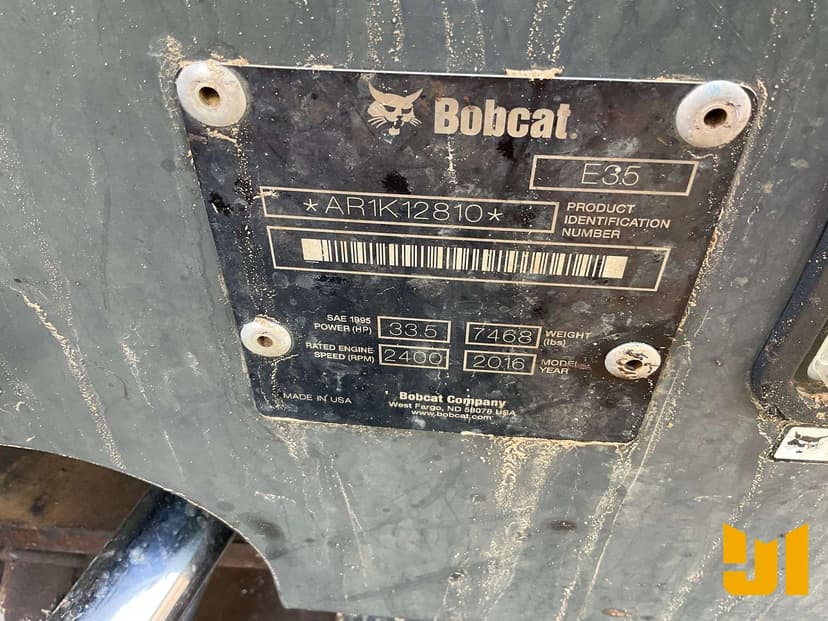 Bobcat.
E35
*AR1K12810*
PRODUCT
IDENTIFICATION
NUMBER
SAE 1995
POWER (HP)
33.5
7468
WEIGHT
(lbs)
RATED ENGINE
SPEED (RPM)
2400
2016
MODEL
YEAR
MADE IN USA
Bobcat Company
West Fargo, ND 58078 USA
www.bobcat.com